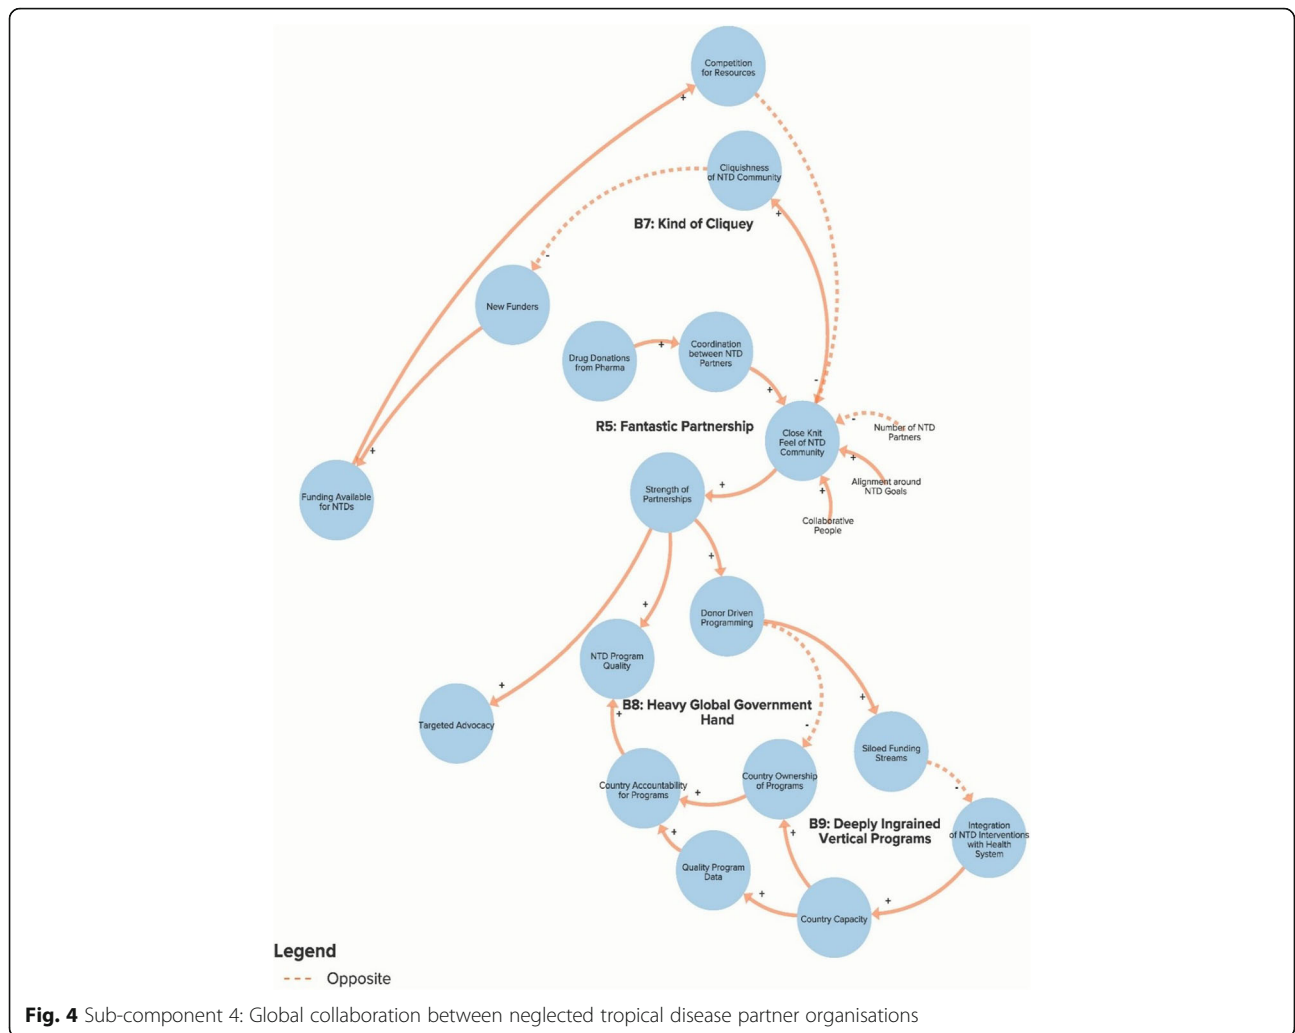 Competition
for Resources
+
Cliquishness
of NTD Community
+
B7: Kind of Cliquey
-
New Funders
Drug Donations
from Pharma
+
Coordination
between NTD
Partners
+
-
R5: Fantastic Partnership
Close Knit
Feel of NTD
Community
-
Number of NTD
Partners
+
Alignment around
NTD Goals
+
Collaborative
People
+
Funding Available
for NTDs
Strength of
Partnerships
+
+
+
Donor Driven
Programming
NTD Program
Quality
+
Targeted Advocacy
B8: Heavy Global Government
Hand
+
-
+
Siloed Funding
Streams
Country Accountability
for Programs
+
Country Ownership
of Programs
-
B9: Deeply Ingrained
Vertical Programs
Integration
of NTD Interventions
with Health
System
+
+
Quality Program
Data
+
Country Capacity
+
Legend
Opposite
Fig. 4 Sub-component 4: Global collaboration between neglected tropical disease partner organisations